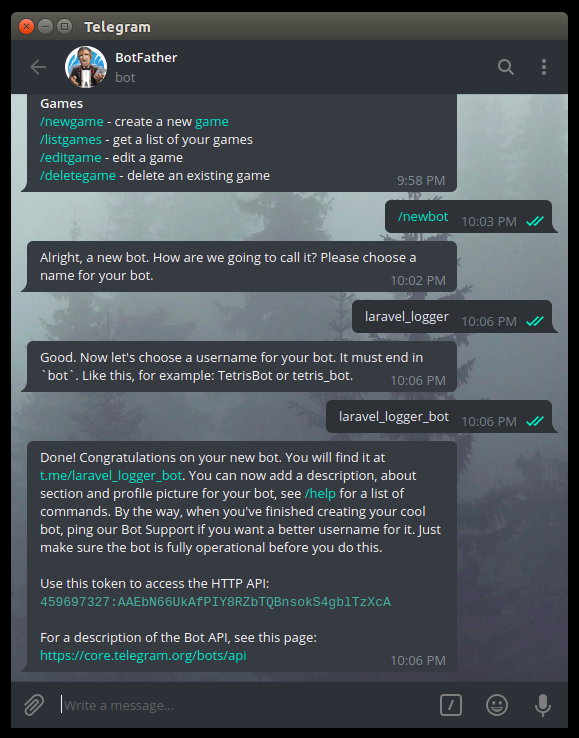 Telegram
BotFather
bot
Games
/newgame - create a new game
/listgames - get a list of your games
/editgame - edit a game
/deletegame - delete an existing game
9:58 PM
/newbot 10:03 PM
Alright, a new bot. How are we going to call it? Please choose a
name for your bot.
10:02 PM
laravel_logger 10:06 PM
Good. Now let's choose a username for your bot. It must end in
`bot`. Like this, for example: TetrisBot or tetris_bot.
10:06 PM
laravel_logger_bot 10:06 PM
Done! Congratulations on your new bot. You will find it at
t.me/laravel_logger_bot. You can now add a description, about
section and profile picture for your bot, see /help for a list of
commands. By the way, when you've finished creating your cool
bot, ping our Bot Support if you want a better username for it. Just
make sure the bot is fully operational before you do this.
Use this token to access the HTTP API:
459697327:AAEbN66UkAfPIY8RZbTQBnsokS4gblTzXcA
For a description of the Bot API, see this page:
https://core.telegram.org/bots/api
10:06 PM
Write a message...